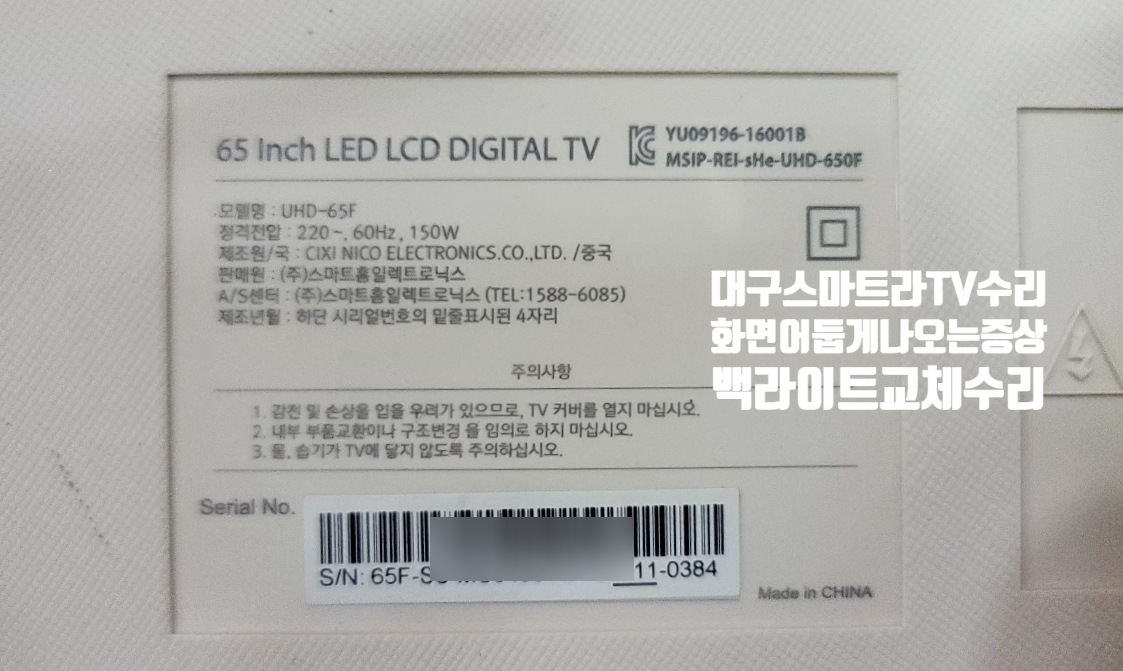 65 Inch LED LCD DIGITAL TV
YU09196-16001B
MSIP-REI-sHe-UHD-650F
모델명 : UHD-65F
정격전압 : 220 ~, 60Hz, 150W
제조원/국 : CIXI NICO ELECTRONICS.CO.,LTD. /중국
판매원 : (주)스마트홈일렉트로닉스
A/S센터 : (주)스마트홈일렉트로닉스 (TEL:1588-6085)
제조년월 : 하단 시리얼번호의 밑줄표시된 4자리
대구스마트라TV수리
화면어둡게나오는증상
백라이트교체수리
주의사항
1. 감전 및 손상을 입을 우려가 있으므로, TV 커버를 열지 마십시오.
2. 내부 부품교환이나 구조변경 을 임의로 하지 마십시오.
3. 물, 습기가 TV에 닿지 않도록 주의하십시오.
Serial No.
S/N: 65F- 11-0384
Made in CHINA